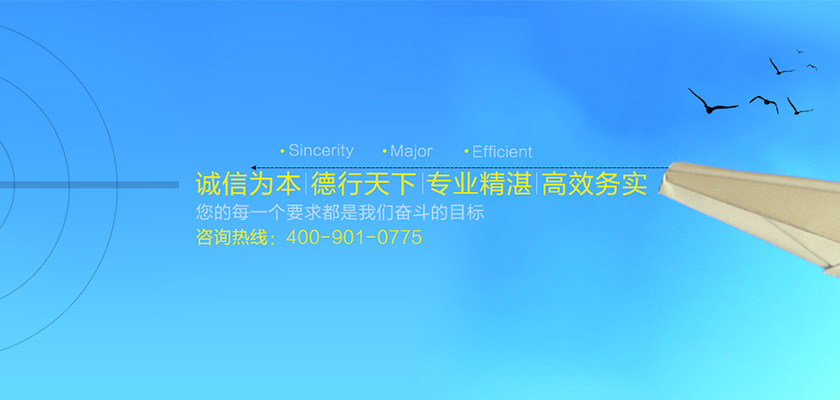 • Sincerity • Major • Efficient
诚信为本|德行天下|专业精湛|高效务实
您的每一个要求都是我们奋斗的目标
咨询热线：400-901-0775